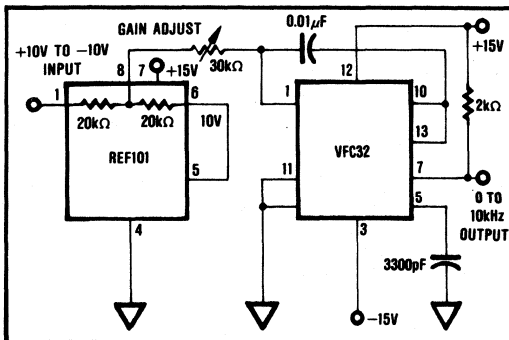 GAIN ADJUST
0.01μF
+10V TO −10V
INPUT
8
7
+15V
30kΩ
12
+15V
1
6
20kΩ
20kΩ
10V
REF101
5
4
1
10
13
VFC32
11
7
5
3
2kΩ
0 TO
10kHz
OUTPUT
3300pF
−15V